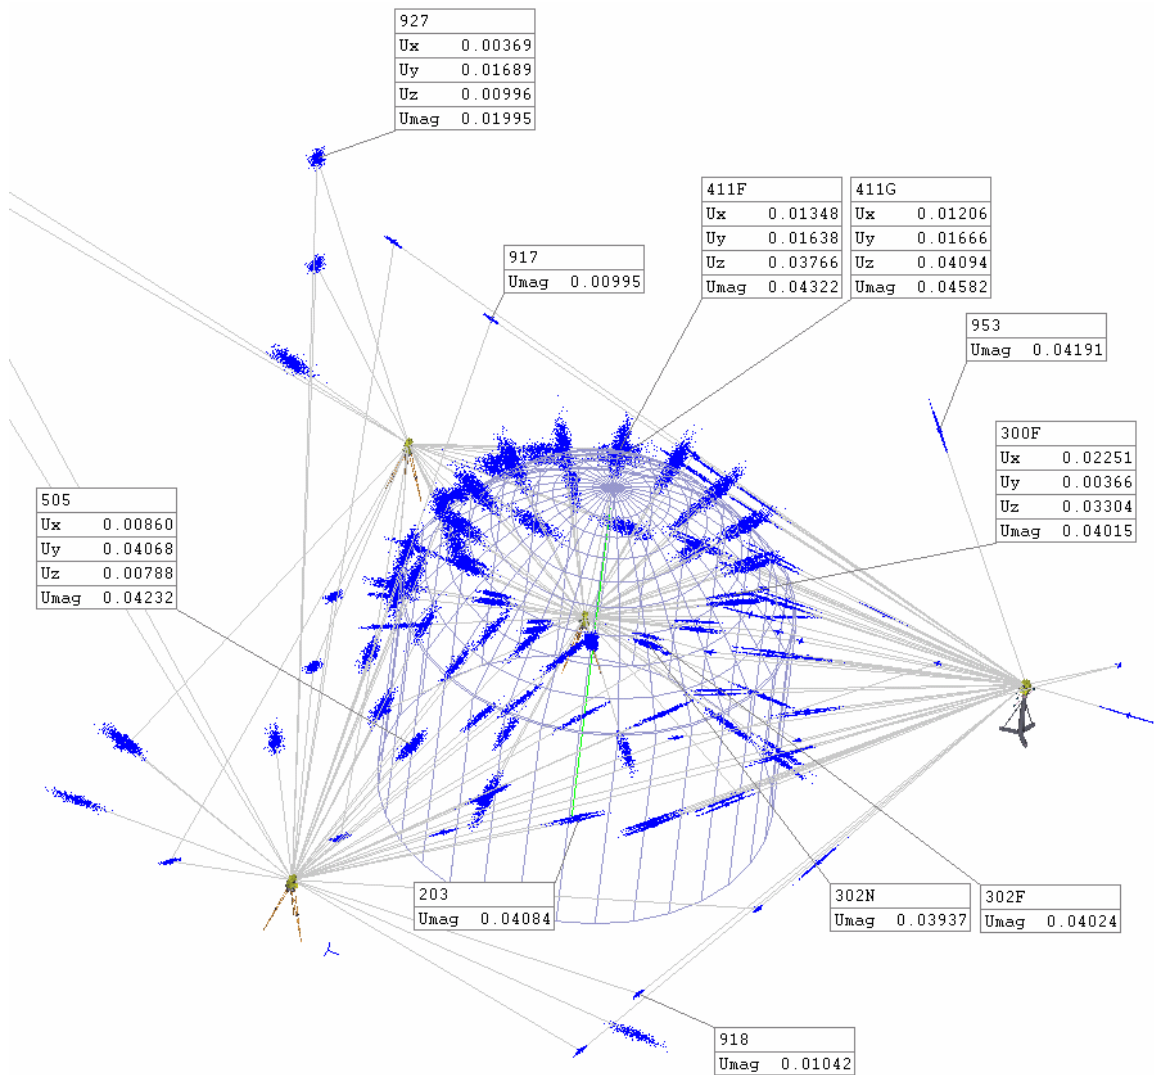 927
Ux 0.00369
Uy 0.01689
Uz 0.00996
Umag 0.01995
411F
Ux 0.01348
Uy 0.01638
Uz 0.03766
Umag 0.04322
411G
Ux 0.01206
Uy 0.01666
Uz 0.04094
Umag 0.04582
917
Umag 0.00995
953
Umag 0.04191
300F
Ux 0.02251
Uy 0.00366
Uz 0.03304
Umag 0.04015
505
Ux 0.00860
Uy 0.04068
Uz 0.00788
Umag 0.04232
203
Umag 0.04084
302N
Umag 0.03937
302F
Umag 0.04024
918
Umag 0.01042